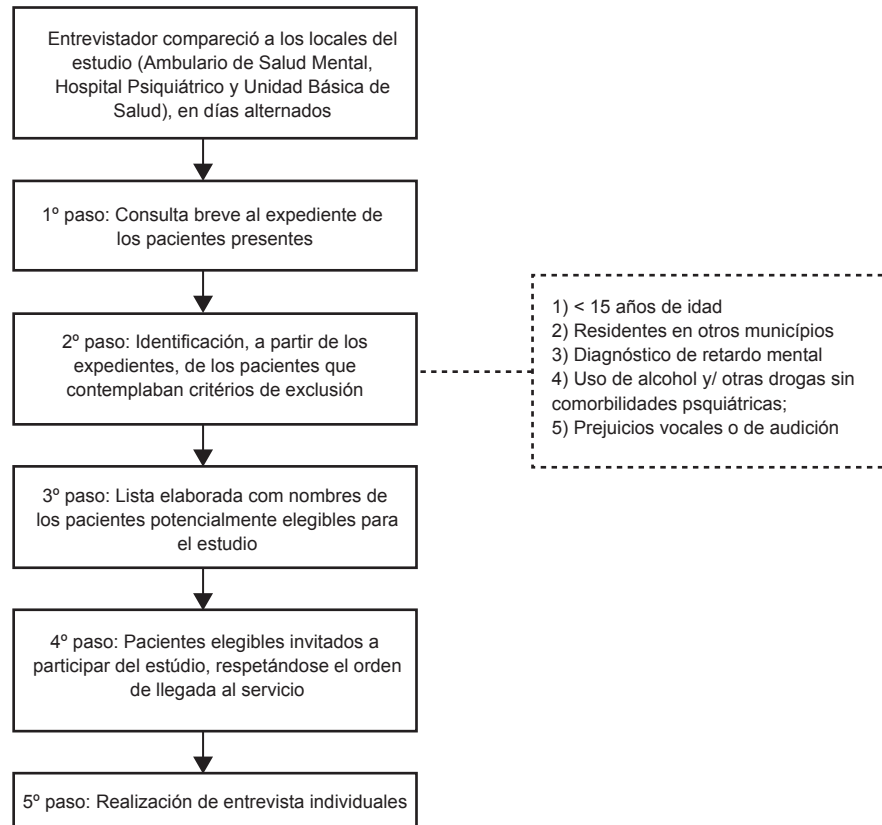 Entrevistador compareció a los locales del
estudio (Ambulario de Salud Mental,
Hospital Psiquiátrico y Unidad Básica de
Salud), en días alternados
1º paso: Consulta breve al expediente de
los pacientes presentes
2º paso: Identificación, a partir de los
expedientes, de los pacientes que
contemplaban critérios de exclusión
1) < 15 años de idad
2) Residentes en otros municípios
3) Diagnóstico de retardo mental
4) Uso de alcohol y/ otras drogas sin
comorbilidades psquiátricas;
5) Prejuicios vocales o de audición
3º paso: Lista elaborada com nombres de
los pacientes potencialmente elegibles para
el estudio
4º paso: Pacientes elegibles invitados a
participar del estúdio, respetándose el orden
de llegada al servicio
5º paso: Realización de entrevista individuales